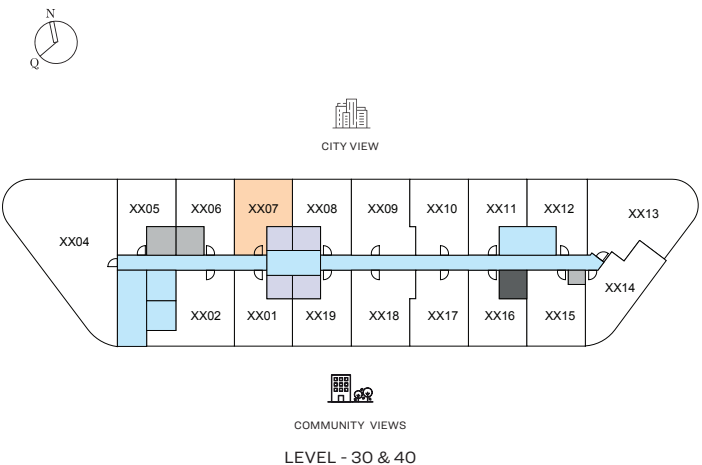 N
Q
CITY VIEW
XX05 XX06 XX07 XX08 XX09 XX10 XX11 XX12 XX13
XX04
XX14
XX02 XX01 XX19 XX18 XX17 XX16 XX15
COMMUNITY VIEWS
LEVEL - 30 & 40